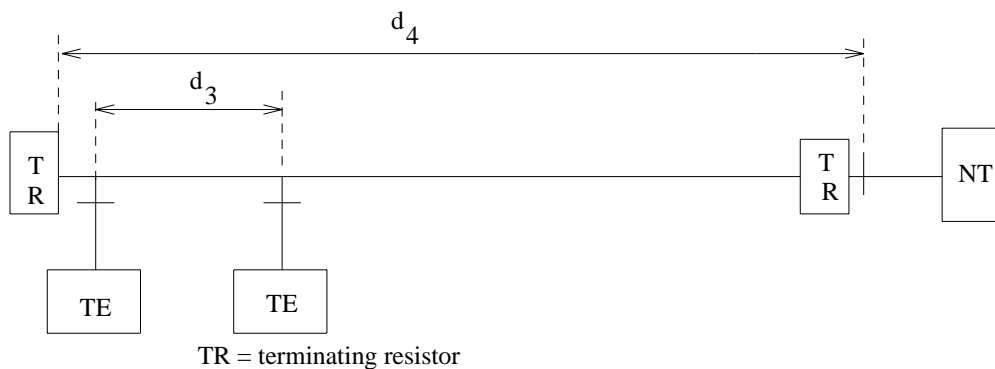 d4
d3
T
R
T
R
NT
TE
TE
TR = terminating resistor